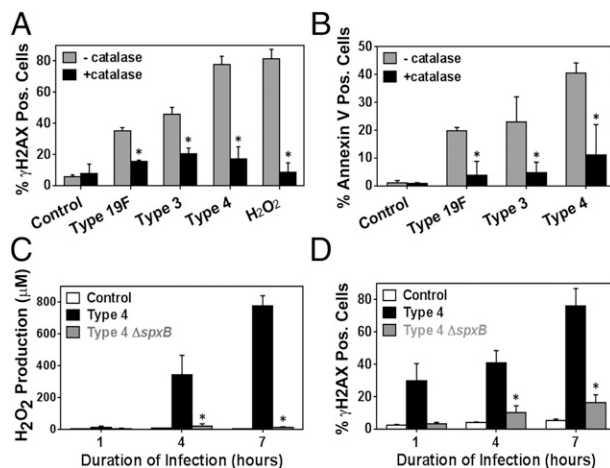 A
% γH2AX Pos. Cells
80
60
40
20
0
- catalase
+catalase
*
*
*
*
Control
Type 19F
Type 3
Type 4
H₂O₂
B
% Annexin V Pos. Cells
50
40
30
20
10
0
- catalase
+catalase
*
*
*
Control
Type 19F
Type 3
Type 4
C
H₂O₂ Production (μM)
800
600
400
200
0
Control
Type 4
Type 4 ΔspxB
*
*
1
4
7
Duration of Infection (hours)
D
% γH2AX Pos. Cells
100
80
60
40
20
0
Control
Type 4
Type 4 ΔspxB
*
*
1
4
7
Duration of Infection (hours)